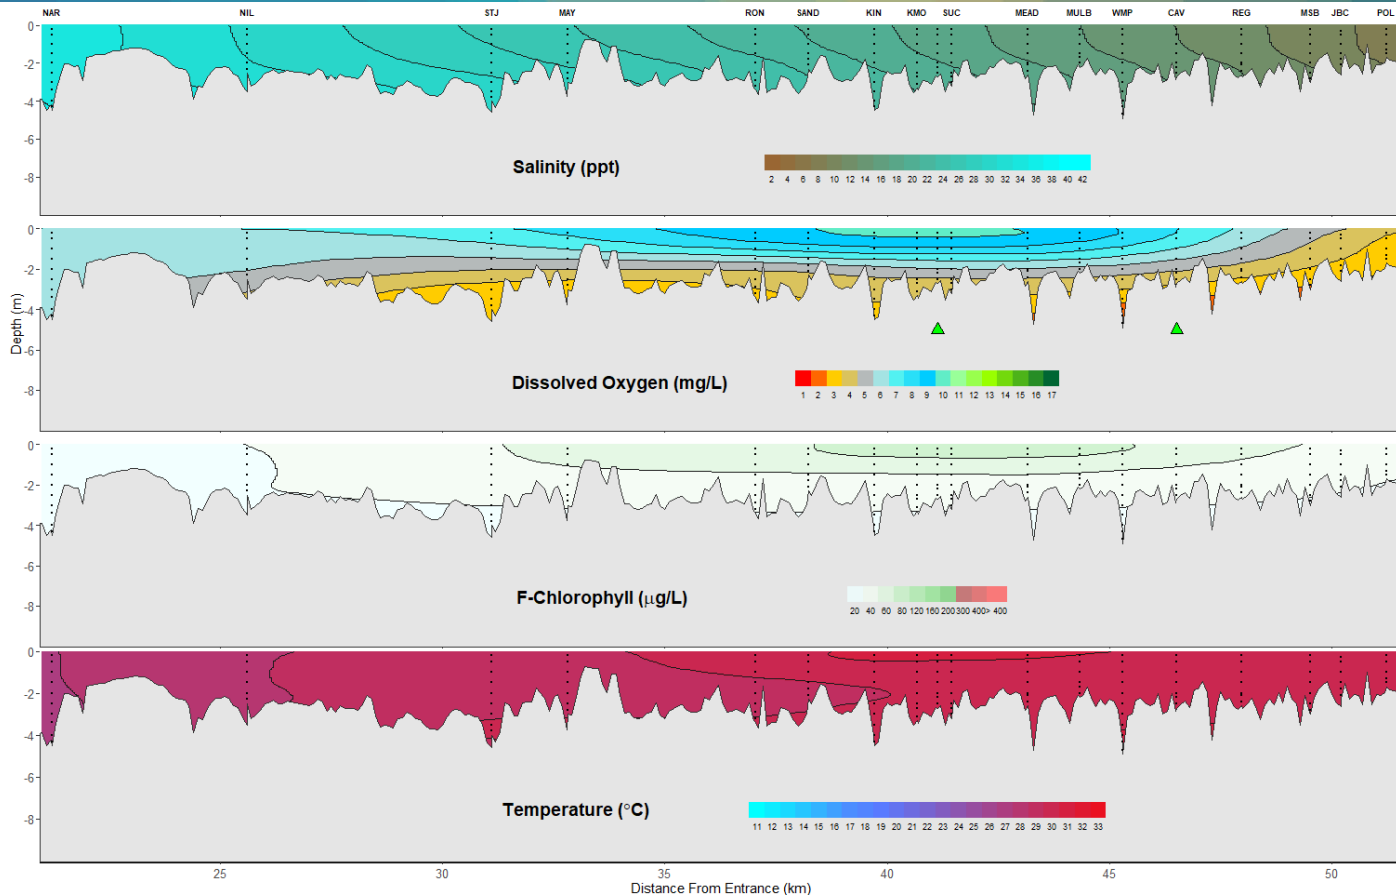 NAR NIL STJ MAY RON SAND KIN KMO SUC MEAD MULB WMP CAV REG MSB JBC POL
0
-2
-4
-6
-8
Salinity (ppt)
2 4 6 8 10 12 14 16 18 20 22 24 26 28 30 32 34 36 38 40 42
0
-2
-4
-6
-8
Depth (m)
Dissolved Oxygen (mg/L)
1 2 3 4 5 6 7 8 9 10 11 12 13 14 15 16 17
0
-2
-4
-6
-8
F-Chlorophyll (μg/L)
20 40 60 80 120 160 200 300 400 > 400
0
-2
-4
-6
-8
Temperature (°C)
11 12 13 14 15 16 17 18 19 20 21 22 23 24 25 26 27 28 29 30 31 32 33
25 30 35 40 45 50
Distance From Entrance (km)